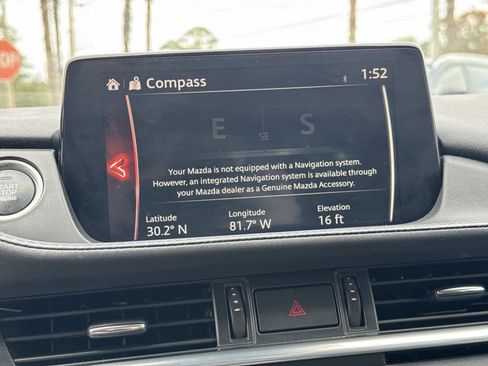 Compass
1:52
E SE S
Your Mazda is not equipped with a Navigation system.
However, an integrated Navigation system is available through
your Mazda dealer as a Genuine Mazda Accessory.
Latitude Longitude Elevation
30.2° N 81.7° W 16 ft
START
STOP
ENGINE